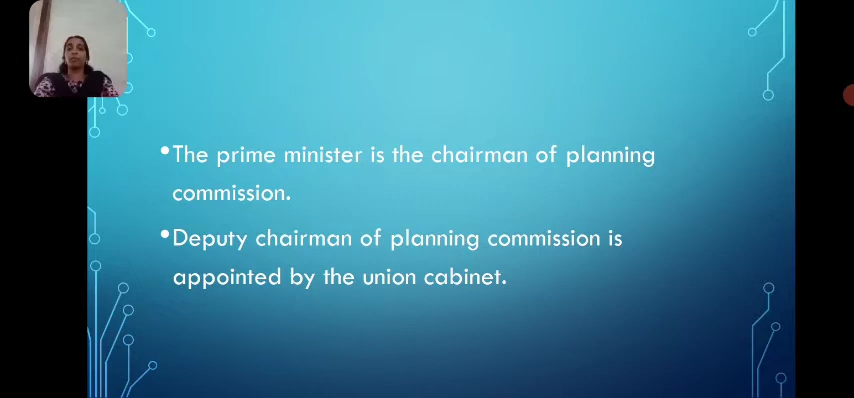 •The prime minister is the chairman of planning
commission.
•Deputy chairman of planning commission is
appointed by the union cabinet.